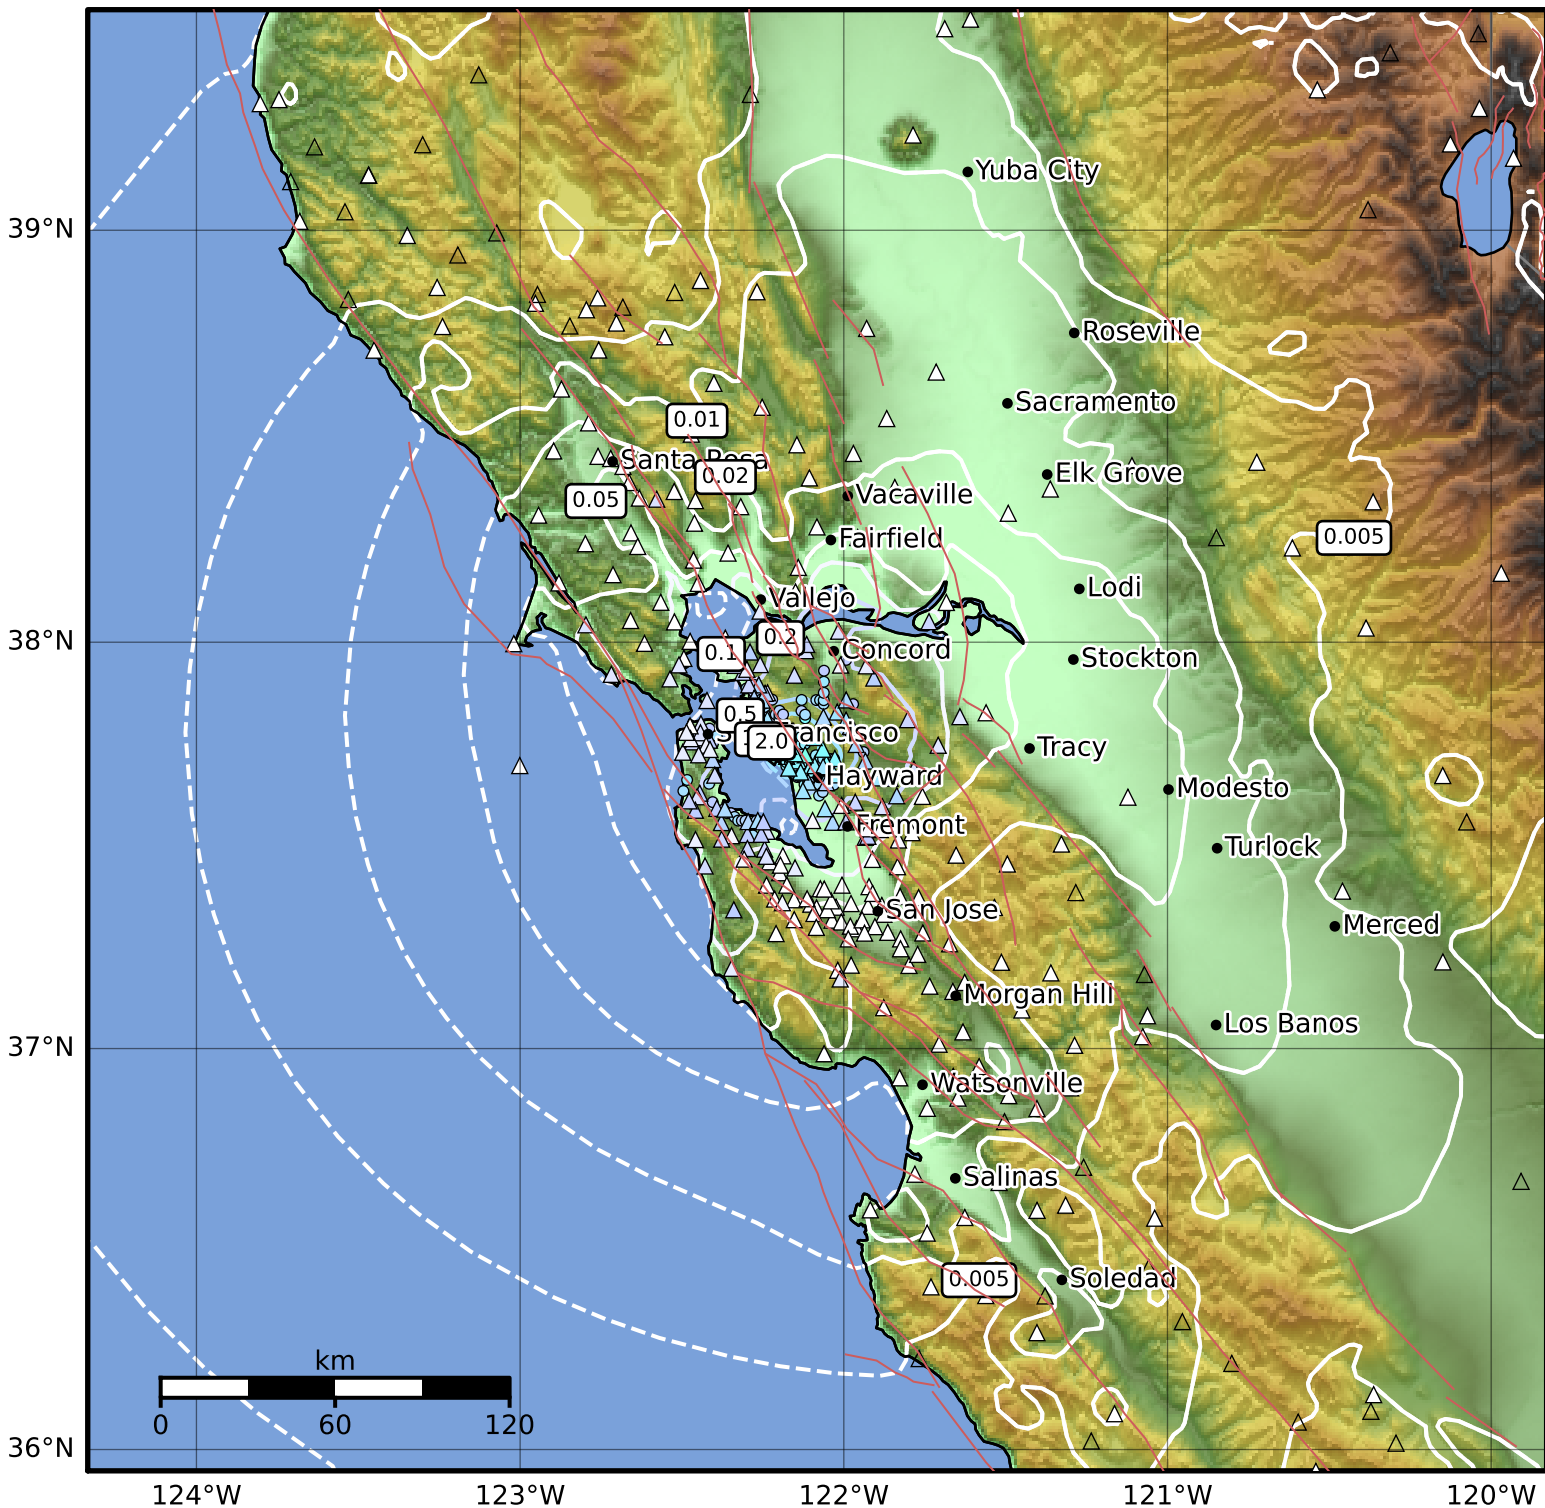 Yuba City
39°N
Roseville
Sacramento
0.01
Santa Rosa
Elk Grove
0.02
0.05
Vacaville
Fairfield
0.005
Lodi
Vallejo
38°N
0.2
0.1
Concord
Stockton
0.5
Francisco
2.0
Tracy
Hayward
Modesto
Fremont
Turlock
San Jose
Merced
Morgan Hill
Los Banos
37°N
Watsonville
Salinas
0.005
Soledad
km
0 60 120
36°N
124°W 123°W 122°W 121°W 120°W